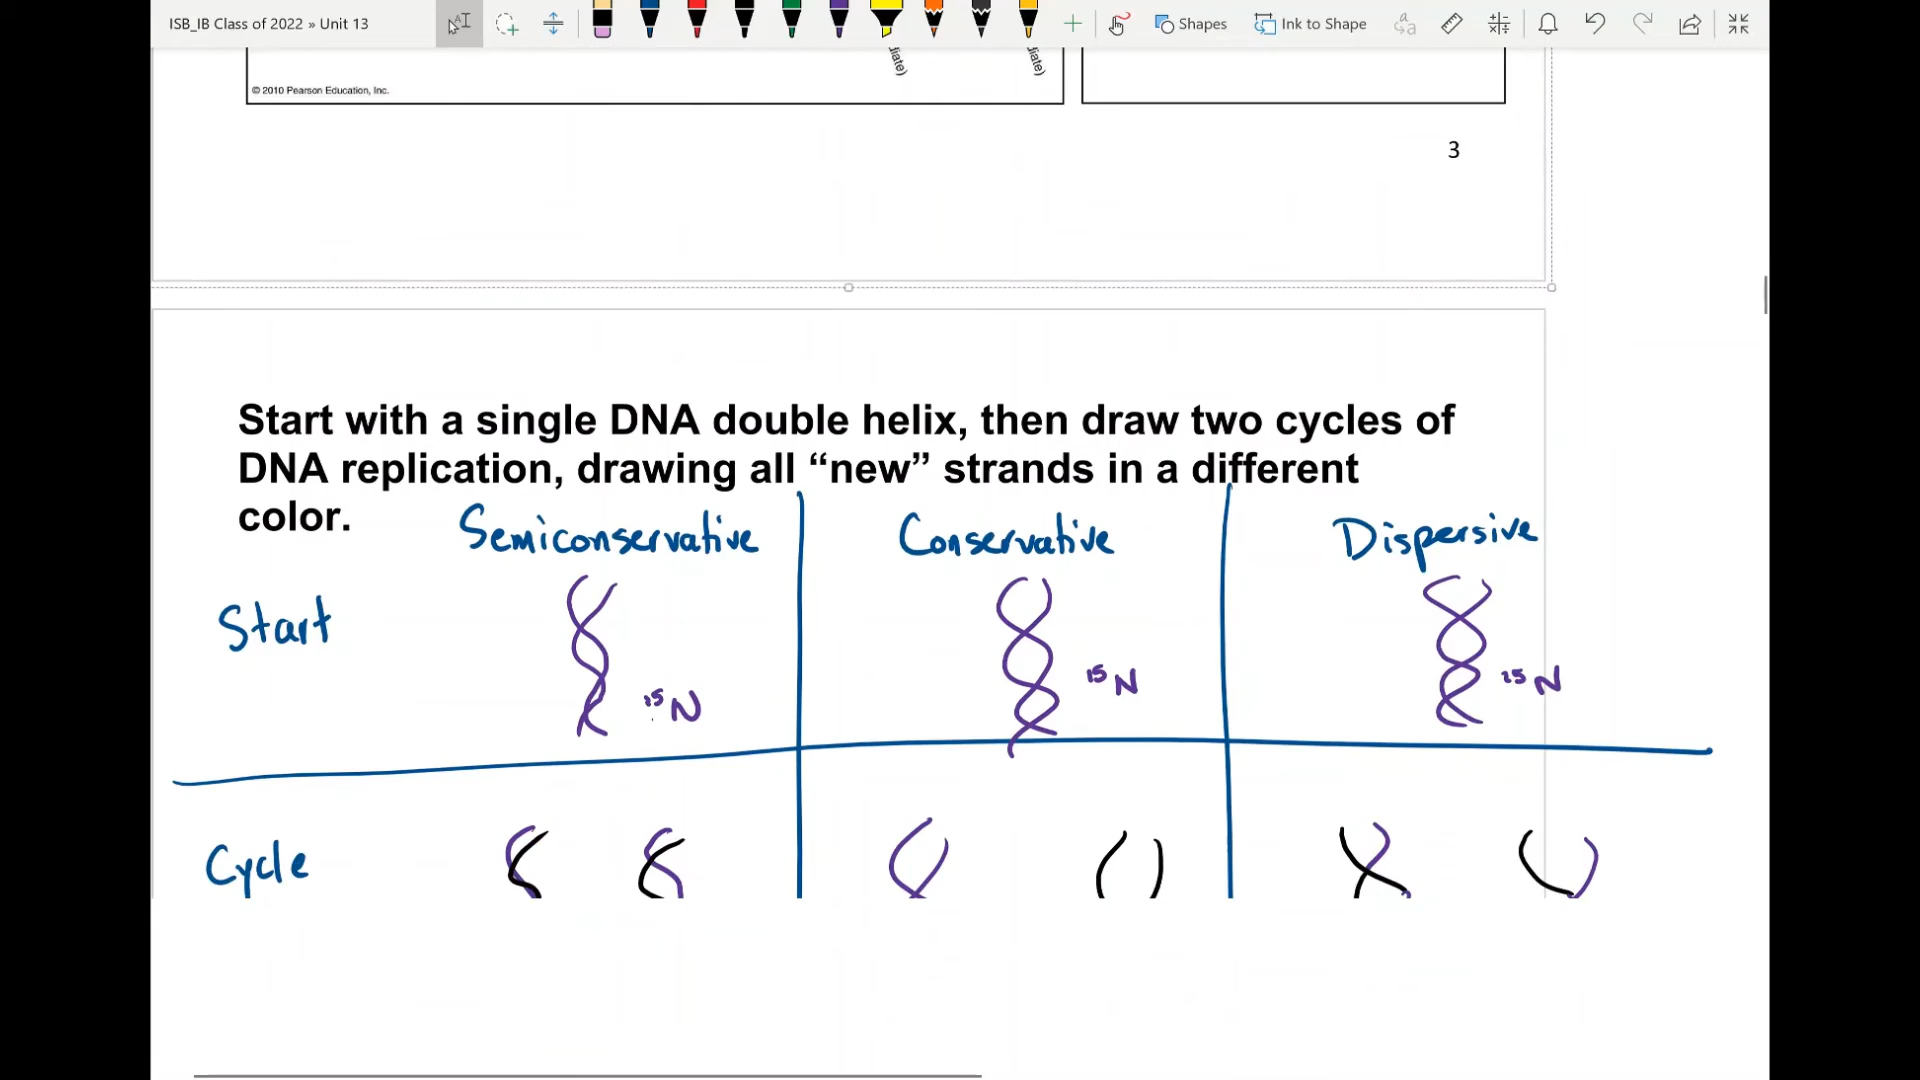 ISB_IB Class of 2022 » Unit 13
Shapes
Ink to Shape
iate)
iate)
© 2010 Pearson Education, Inc.
3
Start with a single DNA double helix, then draw two cycles of
DNA replication, drawing all “new” strands in a different
color.
Semiconservative Conservative Dispersive
Start
15N 15N 15N
Cycle